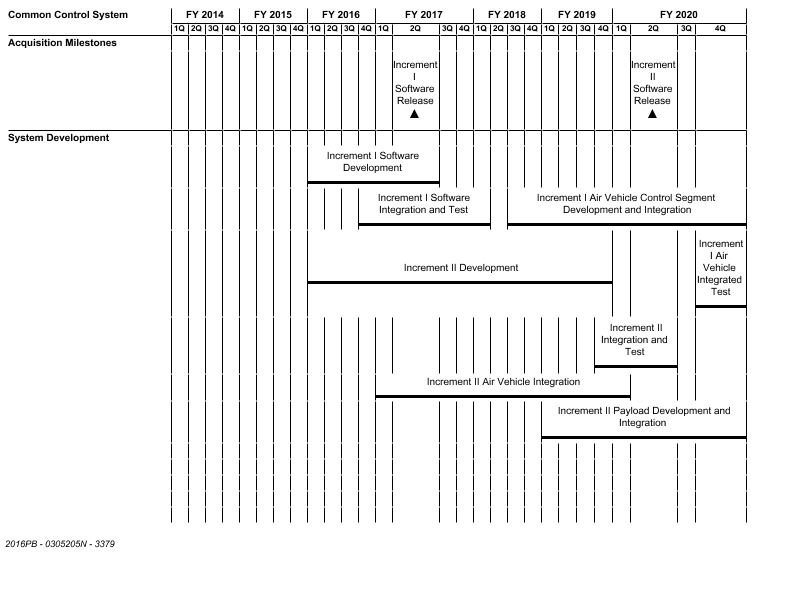 Common Control System FY 2014 FY 2015 FY 2016 FY 2017 FY 2018 FY 2019 FY 2020
1Q 2Q 3Q 4Q 1Q 2Q 3Q 4Q 1Q 2Q 3Q 4Q 1Q 2Q 3Q 4Q 1Q 2Q 3Q 4Q 1Q 2Q 3Q 4Q 1Q 2Q 3Q 4Q
Acquisition Milestones
Increment
I
Software
Release
▲
Increment
II
Software
Release
▲
System Development
Increment I Software
Development
Increment I Software
Integration and Test
Increment I Air Vehicle Control Segment
Development and Integration
Increment
I Air
Vehicle
Integrated
Test
Increment II Development
Increment II
Integration and
Test
Increment II Air Vehicle Integration
Increment II Payload Development and
Integration
2016PB - 0305205N - 3379